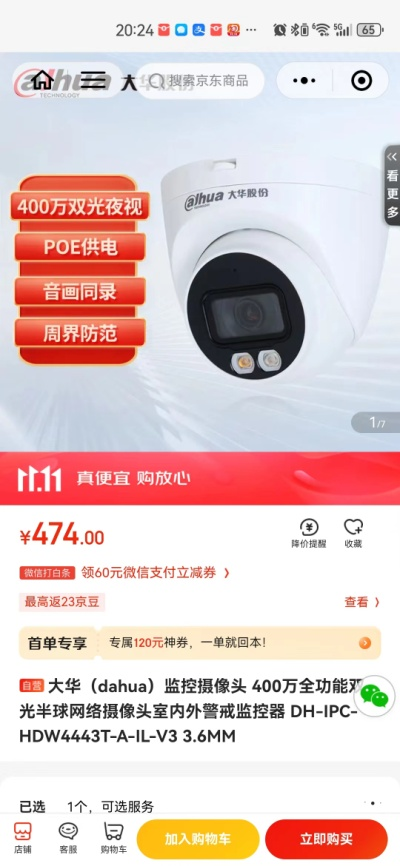 20:24
65
alhua
TECHNOLOGY
大华股份
搜索京东商品
看更多
alhua 大华股份
400万双光夜视
POE供电
音画同录
周界防范
1/7
11.11 真便宜 购放心
¥474.00
降价提醒
收藏
微信打白条 领60元微信支付立减券
最高返23京豆
查看
首单专享 专属120元神券，一单就回本！
自营 大华（dahua）监控摄像头 400万全功能双
光半球网络摄像头室内外警戒监控器 DH-IPC-
HDW4443T-A-IL-V3 3.6MM
已选 1个，可选服务
店铺
客服
购物车
加入购物车
立即购买